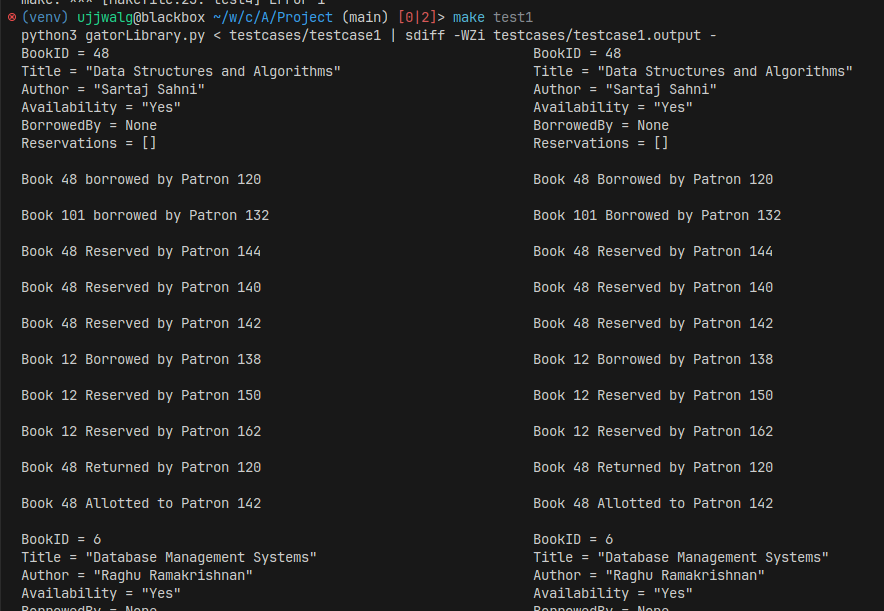 make: *** [makefile:25: test4] Error 1
(venv) ujjwalg@blackbox ~/w/c/A/Project (main) [0|2]> make test1
python3 gatorLibrary.py < testcases/testcase1 | sdiff -WZi testcases/testcase1.output -
BookID = 48 BookID = 48
Title = "Data Structures and Algorithms" Title = "Data Structures and Algorithms"
Author = "Sartaj Sahni" Author = "Sartaj Sahni"
Availability = "Yes" Availability = "Yes"
BorrowedBy = None BorrowedBy = None
Reservations = [] Reservations = []
Book 48 borrowed by Patron 120 Book 48 Borrowed by Patron 120
Book 101 borrowed by Patron 132 Book 101 Borrowed by Patron 132
Book 48 Reserved by Patron 144 Book 48 Reserved by Patron 144
Book 48 Reserved by Patron 140 Book 48 Reserved by Patron 140
Book 48 Reserved by Patron 142 Book 48 Reserved by Patron 142
Book 12 Borrowed by Patron 138 Book 12 Borrowed by Patron 138
Book 12 Reserved by Patron 150 Book 12 Reserved by Patron 150
Book 12 Reserved by Patron 162 Book 12 Reserved by Patron 162
Book 48 Returned by Patron 120 Book 48 Returned by Patron 120
Book 48 Allotted to Patron 142 Book 48 Allotted to Patron 142
BookID = 6 BookID = 6
Title = "Database Management Systems" Title = "Database Management Systems"
Author = "Raghu Ramakrishnan" Author = "Raghu Ramakrishnan"
Availability = "Yes" Availability = "Yes"
BorrowedBy = None BorrowedBy = None